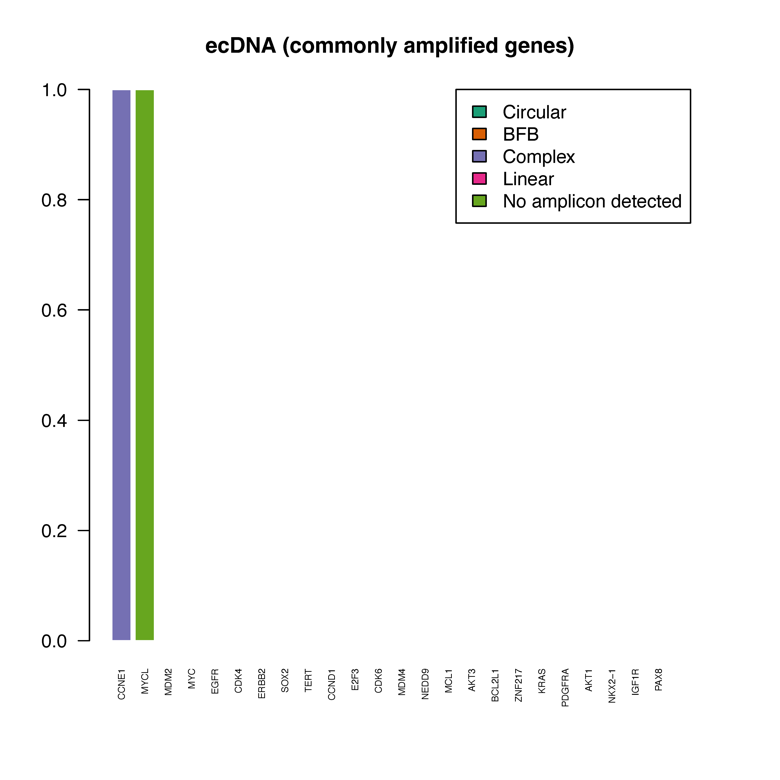 ecDNA (commonly amplified genes)
1.0
0.8
0.6
0.4
0.2
0.0
Circular
BFB
Complex
Linear
No amplicon detected
CCNE1
MYCL
MDM2
MYC
EGFR
CDK4
ERBB2
SOX2
TERT
CCND1
E2F3
CDK6
MDM4
NEDD9
MCL1
AKT3
BCL2L1
ZNF217
KRAS
PDGFRA
AKT1
NKX2−1
IGF1R
PAX8